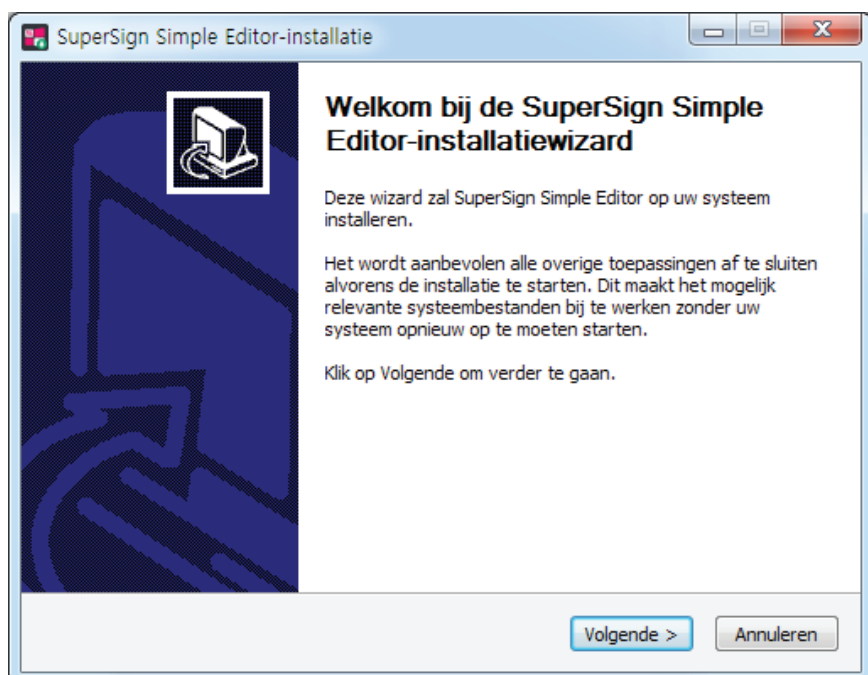 SuperSign Simple Editor-installatie
Welkom bij de SuperSign Simple
Editor-installatiewizard
Deze wizard zal SuperSign Simple Editor op uw systeem
installeren.
Het wordt aanbevolen alle overige toepassingen af te sluiten
alvorens de installatie te starten. Dit maakt het mogelijk
relevante systeembestanden bij te werken zonder uw
systeem opnieuw op te moeten starten.
Klik op Volgende om verder te gaan.
Volgende >
Annuleren